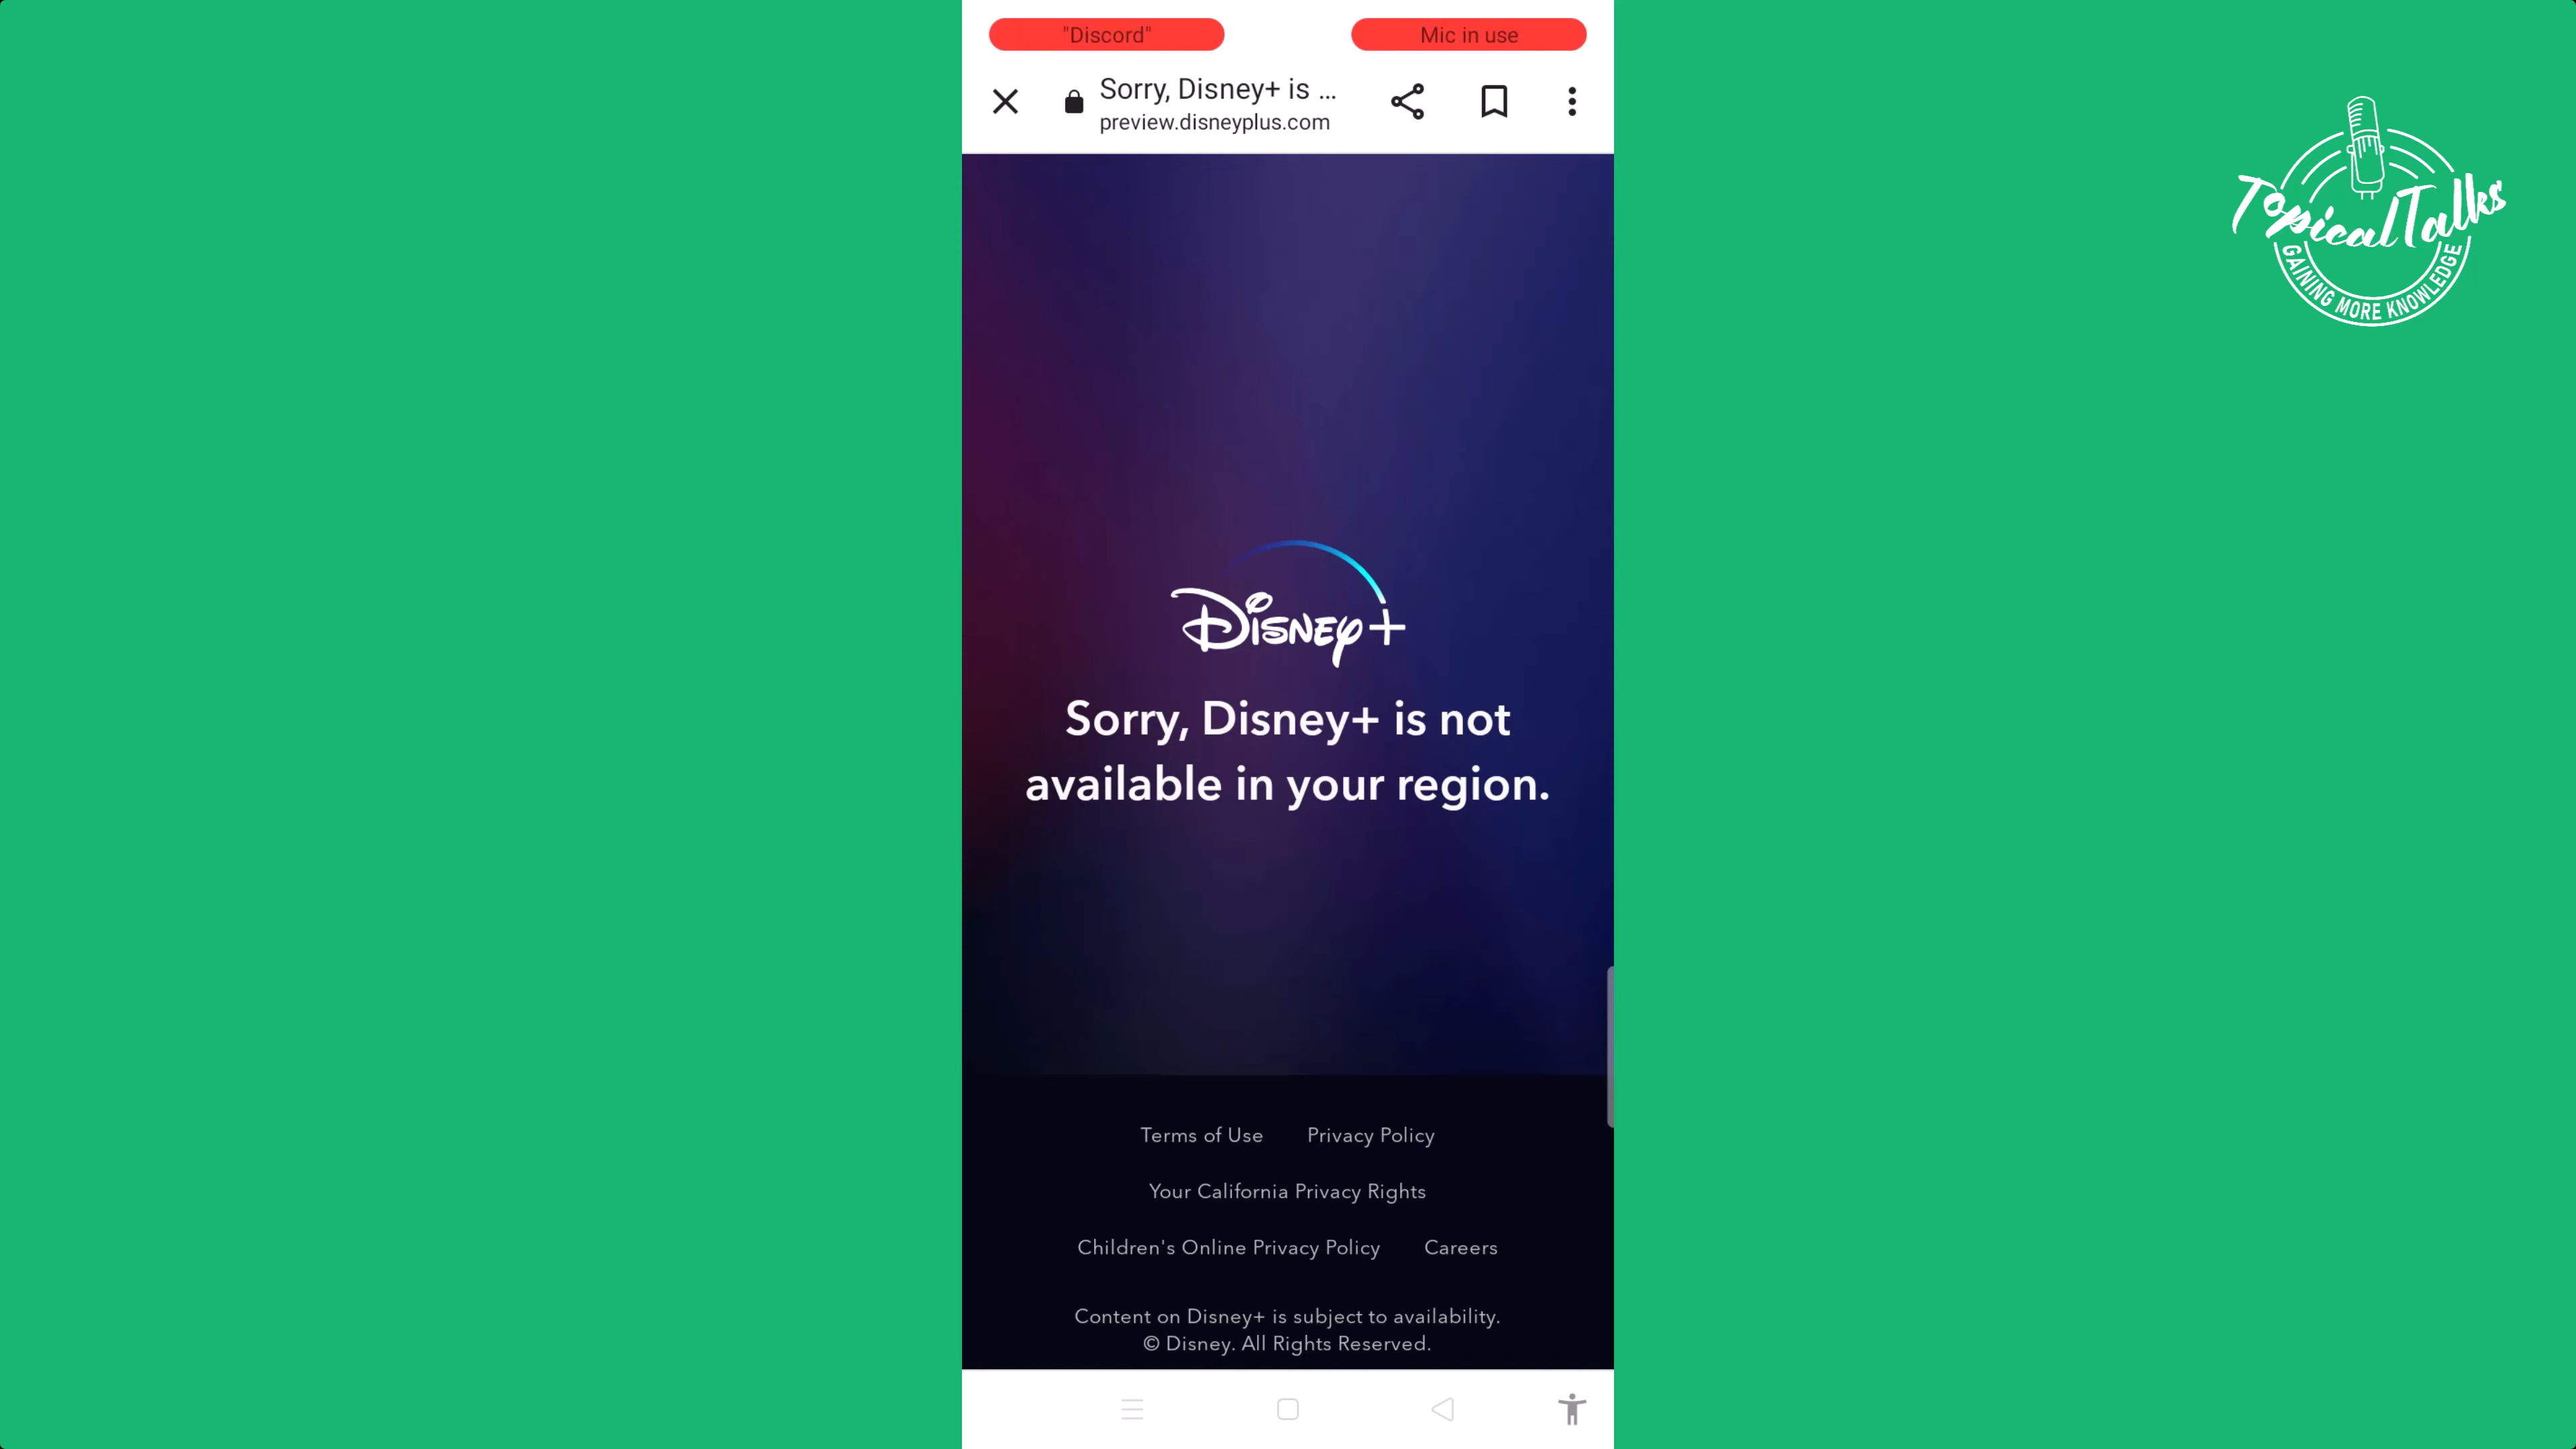 "Discord" Mic in use
Sorry, Disney+ is ...
preview.disneyplus.com
TopicalTalks
GAINING MORE KNOWLEDGE
DISNEY+
Sorry, Disney+ is not
available in your region.
Terms of Use Privacy Policy
Your California Privacy Rights
Children's Online Privacy Policy Careers
Content on Disney+ is subject to availability.
© Disney. All Rights Reserved.